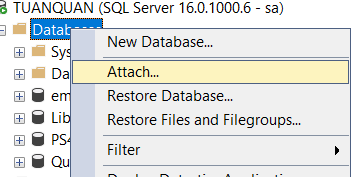 TUANQUAN (SQL Server 16.0.1000.6 - sa)
Databases
New Database...
Sys
Attach...
Da
Restore Database...
em
Restore Files and Filegroups...
Lib
PS4
Filter
Qu